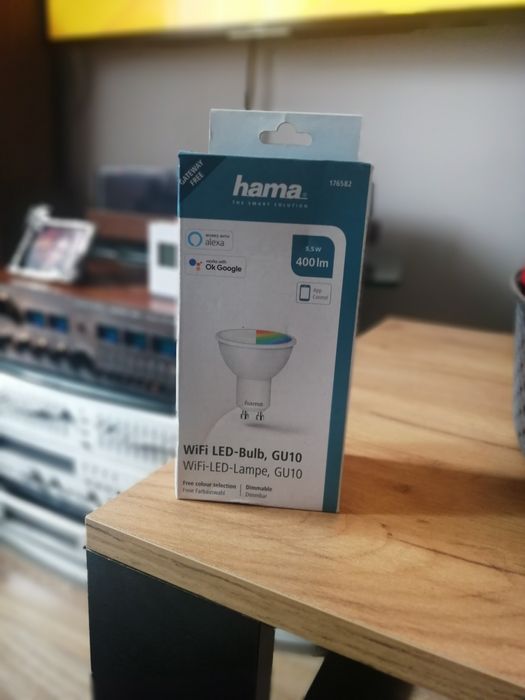 GATEWAY
FREE
hama
THE SMART SOLUTION
176582
WORKS WITH
alexa
works with
Ok Google
5,5 W
400 lm
App
Control
hama
WiFi LED-Bulb, GU10
WiFi-LED-Lampe, GU10
Free colour selection
Freie Farbauswahl
Dimmable
Dimmbar